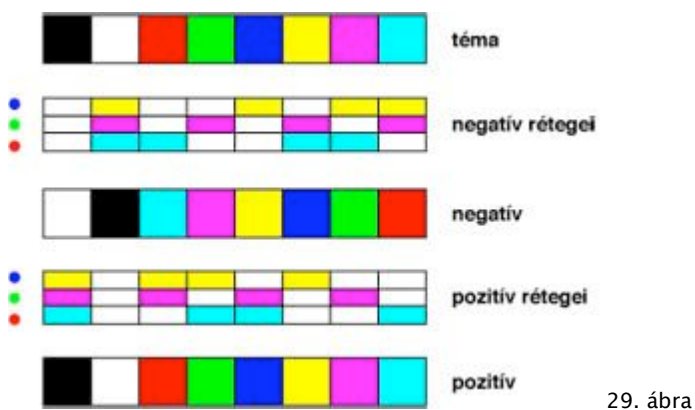 téma
negatív rétegei
negatív
pozitív rétegei
pozitív
29. ábra